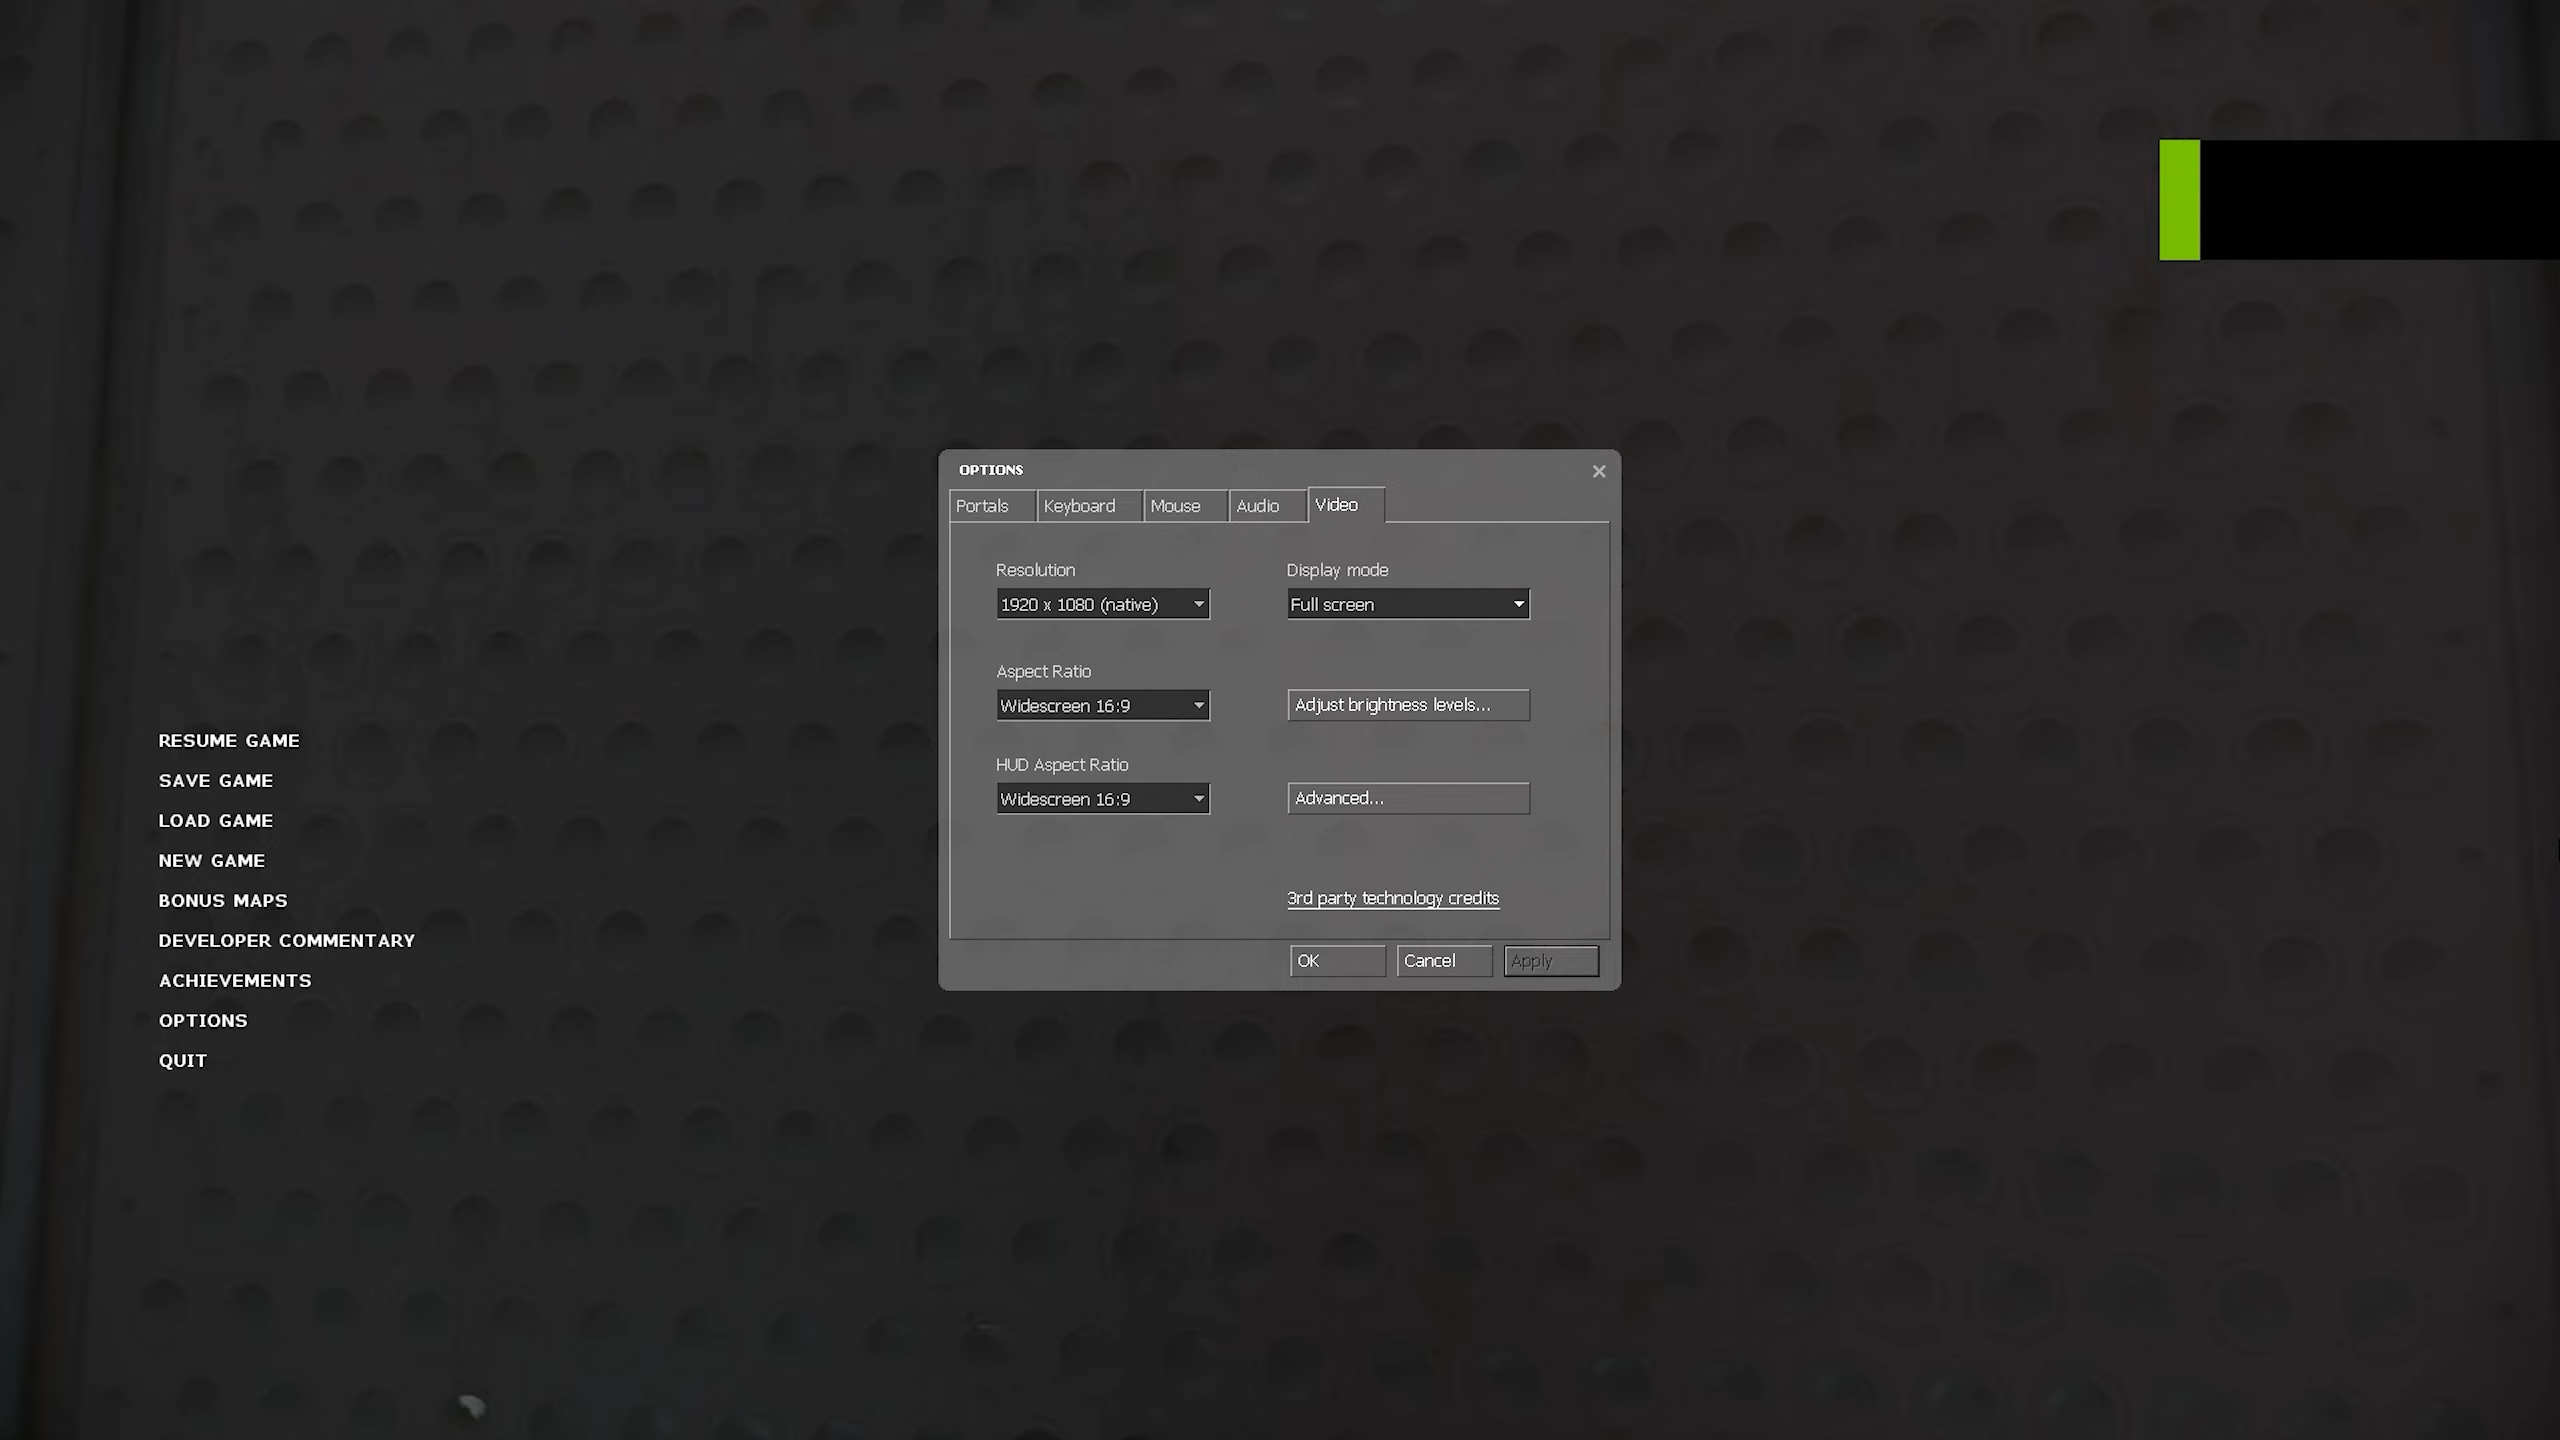 OPTIONS
Portals
Keyboard
Mouse
Audio
Video
Resolution
Display mode
1920 x 1080 (native)
Full screen
Aspect Ratio
Widescreen 16:9
Adjust brightness levels...
HUD Aspect Ratio
Widescreen 16:9
Advanced...
3rd party technology credits
OK
Cancel
Apply
RESUME GAME
SAVE GAME
LOAD GAME
NEW GAME
BONUS MAPS
DEVELOPER COMMENTARY
ACHIEVEMENTS
OPTIONS
QUIT